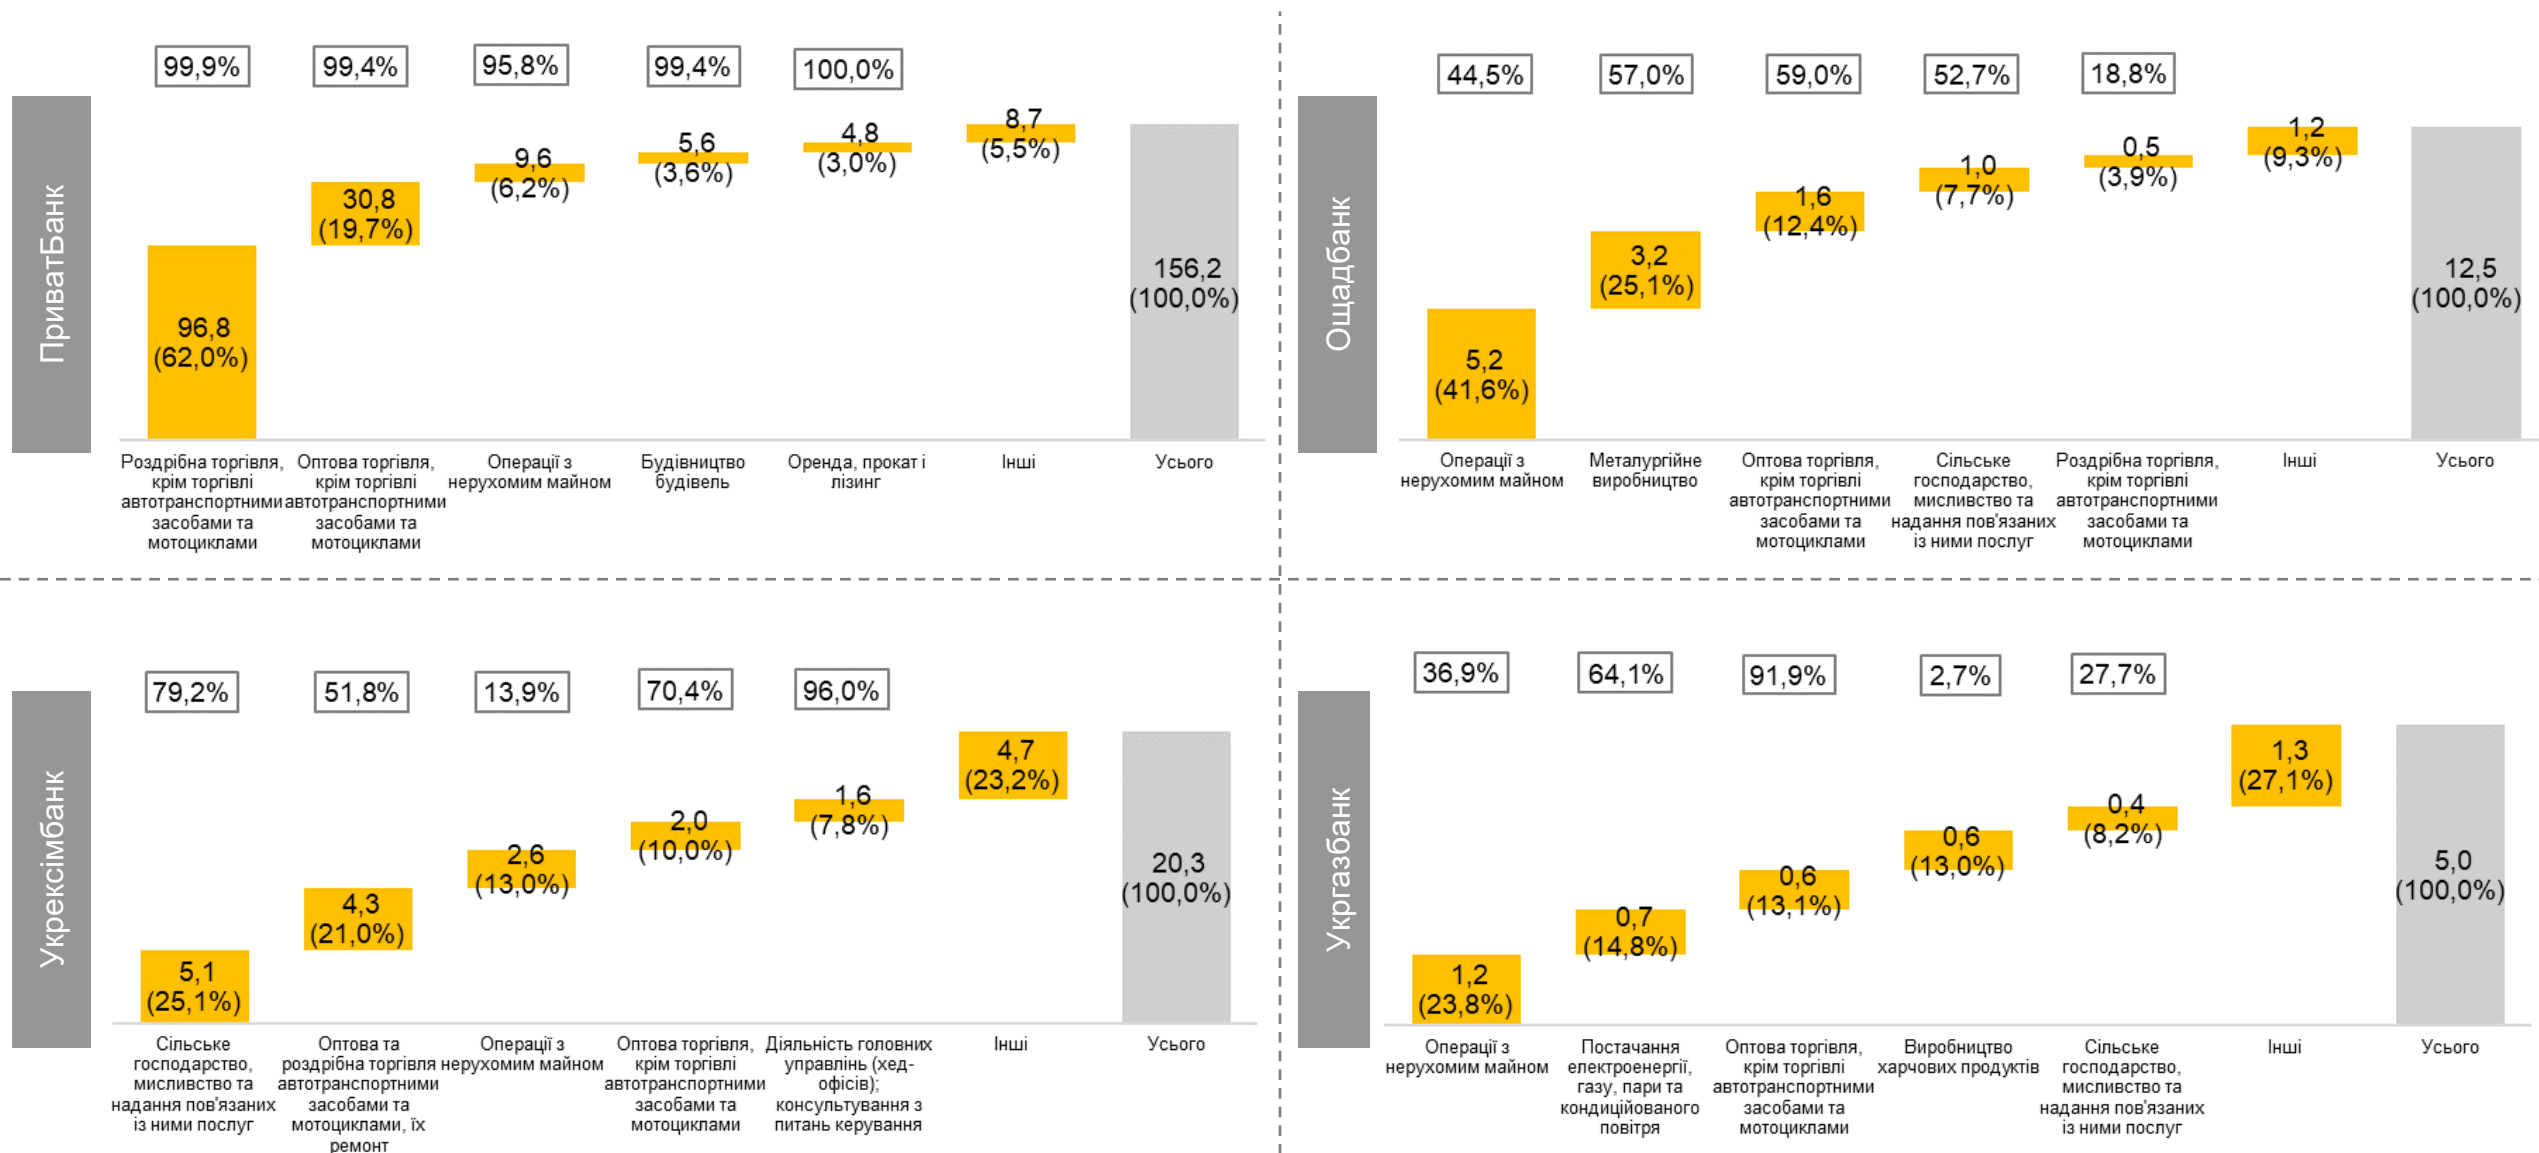 ПриватБанк
99,9%
99,4%
95,8%
99,4%
100,0%
96,8
(62,0%)
30,8
(19,7%)
9,6
(6,2%)
5,6
(3,6%)
4,8
(3,0%)
8,7
(5,5%)
156,2
(100,0%)
Роздрібна торгівля,
крім торгівлі
автотранспортними
засобами та
мотоциклами
Оптова торгівля,
крім торгівлі
автотранспортними
засобами та
мотоциклами
Операції з
нерухомим майном
Будівництво
будівель
Оренда, прокат і
лізинг
Інші
Усього
Ощадбанк
44,5%
57,0%
59,0%
52,7%
18,8%
5,2
(41,6%)
3,2
(25,1%)
1,6
(12,4%)
1,0
(7,7%)
0,5
(3,9%)
1,2
(9,3%)
12,5
(100,0%)
Операції з
нерухомим майном
Металургійне
виробництво
Оптова торгівля,
крім торгівлі
автотранспортними
засобами та
мотоциклами
Сільське
господарство,
мисливство та
надання пов'язаних
із ними послуг
Роздрібна торгівля,
крім торгівлі
автотранспортними
засобами та
мотоциклами
Інші
Усього
Укрексімбанк
79,2%
51,8%
13,9%
70,4%
96,0%
5,1
(25,1%)
4,3
(21,0%)
2,6
(13,0%)
2,0
(10,0%)
1,6
(7,8%)
4,7
(23,2%)
20,3
(100,0%)
Сільське
господарство,
мисливство та
надання пов'язаних
із ними послуг
Оптова та
роздрібна торгівля
автотранспортними
засобами та
мотоциклами, їх
ремонт
Операції з
нерухомим майном
Оптова торгівля,
крім торгівлі
автотранспортними
засобами та
мотоциклами
Діяльність головних
управлінь (хед-
офісів);
консультування з
питань керування
Інші
Усього
Укргазбанк
36,9%
64,1%
91,9%
2,7%
27,7%
1,2
(23,8%)
0,7
(14,8%)
0,6
(13,1%)
0,6
(13,0%)
0,4
(8,2%)
1,3
(27,1%)
5,0
(100,0%)
Операції з
нерухомим майном
Постачання
електроенергії,
газу, пари та
кондиційованого
повітря
Оптова торгівля,
крім торгівлі
автотранспортними
засобами та
мотоциклами
Виробництво
харчових продуктів
Сільське
господарство,
мисливство та
надання пов'язаних
із ними послуг
Інші
Усього